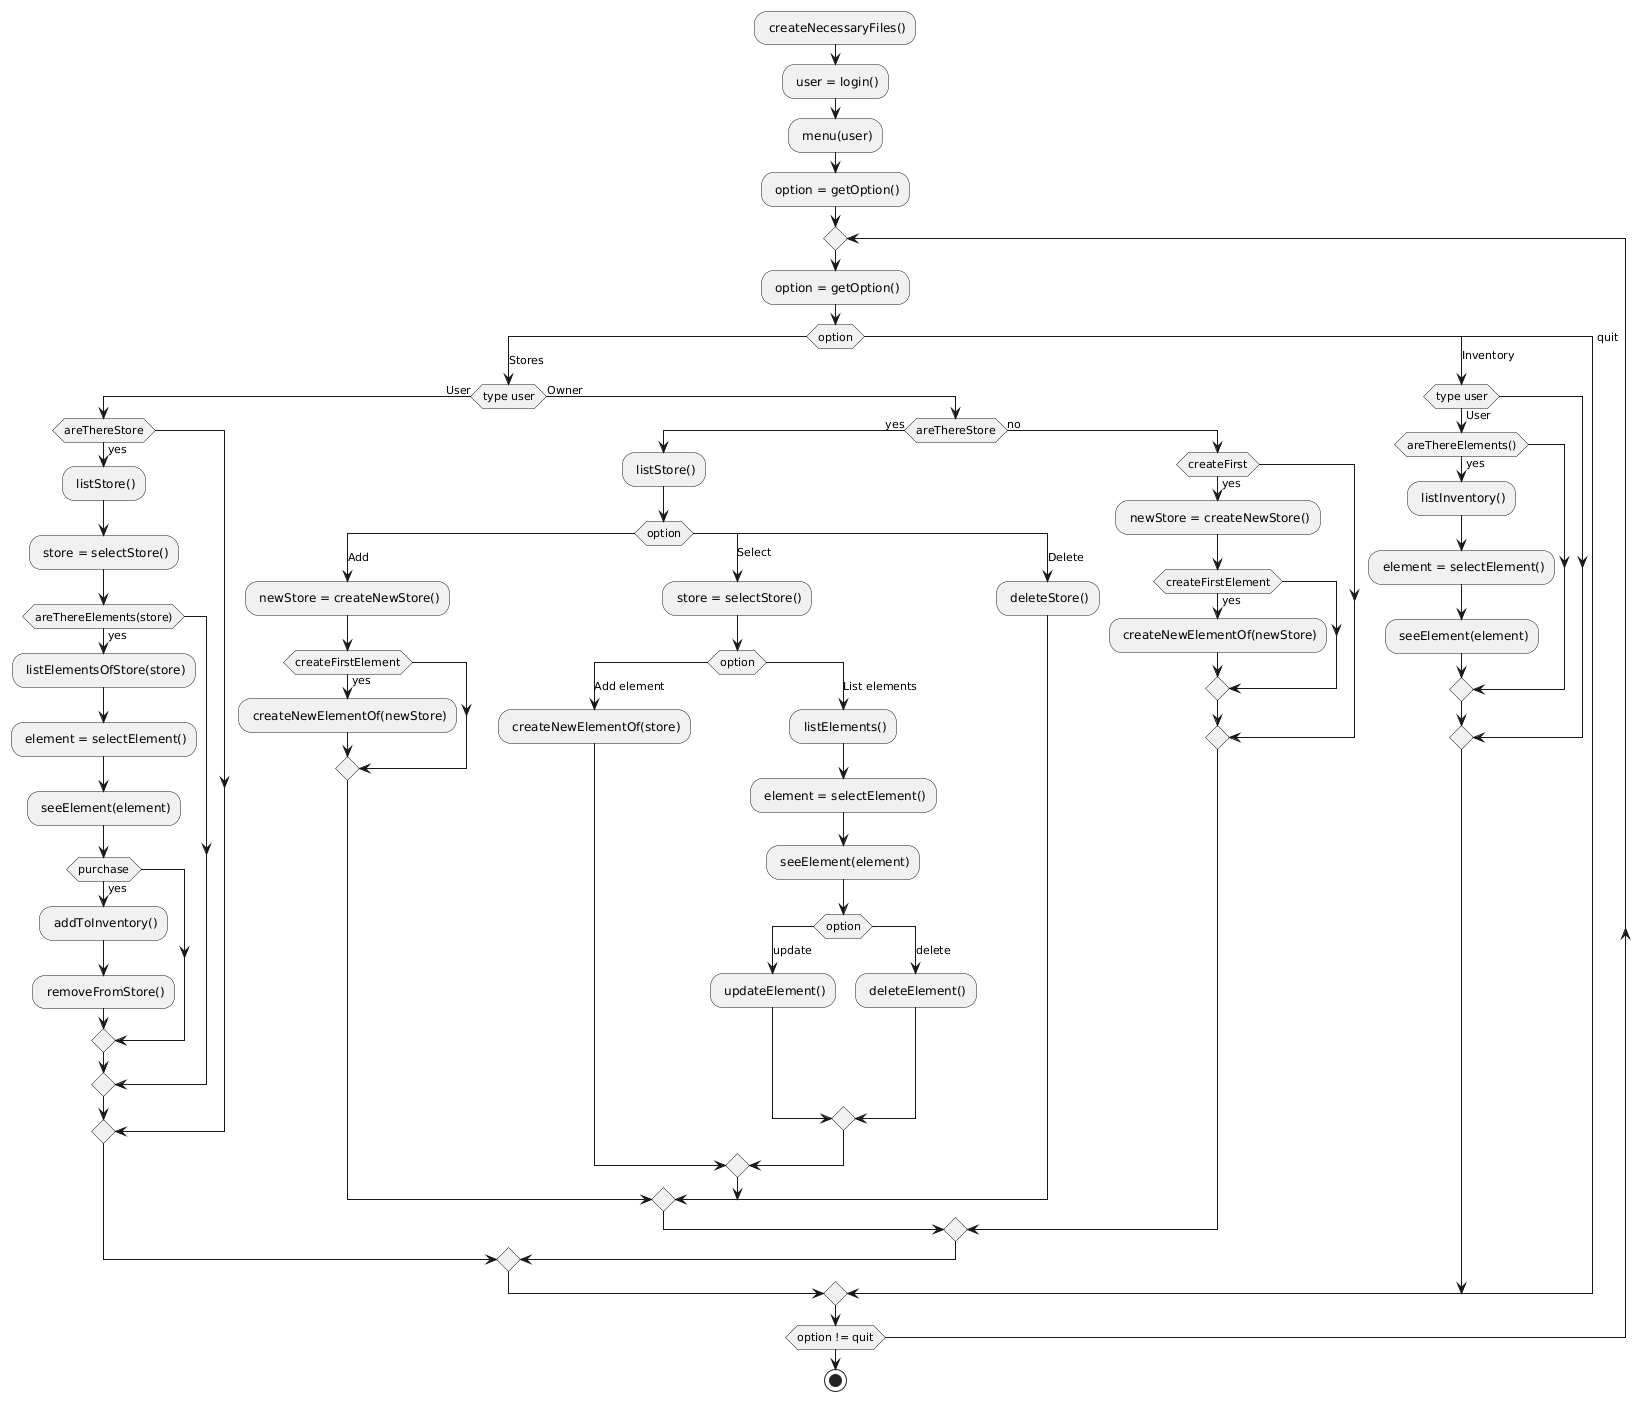 createNecessaryFiles()
user = login()
menu(user)
option = getOption()
option = getOption()
option
quit
Stores
Inventory
type user
User
Owner
type user
User
areThereStore
yes
listStore()
store = selectStore()
areThereElements(store)
yes
listElementsOfStore(store)
element = selectElement()
seeElement(element)
purchase
yes
addToInventory()
removeFromStore()
areThereStore
yes
no
listStore()
option
Add
Select
Delete
newStore = createNewStore()
createFirstElement
yes
createNewElementOf(newStore)
store = selectStore()
option
Add element
List elements
createNewElementOf(store)
listElements()
element = selectElement()
seeElement(element)
option
update
delete
updateElement()
deleteElement()
deleteStore()
createFirst
yes
newStore = createNewStore()
createFirstElement
yes
createNewElementOf(newStore)
areThereElements()
yes
listInventory()
element = selectElement()
seeElement(element)
option != quit